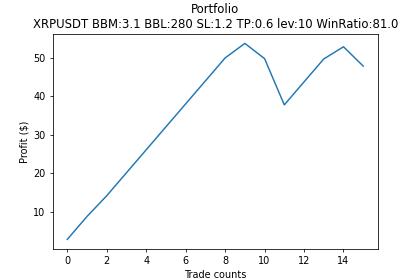 Portfolio
XRPUSDT BBM:3.1 BBL:280 SL:1.2 TP:0.6 lev:10 WinRatio:81.0
50
40
30
20
10
Profit ($)
0 2 4 6 8 10 12 14
Trade counts